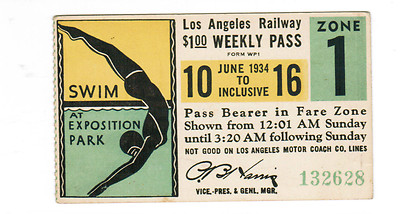 SWIM
AT
EXPOSITION
PARK
Los Angeles Railway
$1.00 WEEKLY PASS
FORM WP1
10 JUNE 1934 TO INCLUSIVE 16
ZONE
1
Pass Bearer in Fare Zone
Shown from 12:01 AM Sunday
until 3:20 AM following Sunday
NOT GOOD ON LOS ANGELES MOTOR COACH CO. LINES
VICE.-PRES. & GENL. MGR.
132628